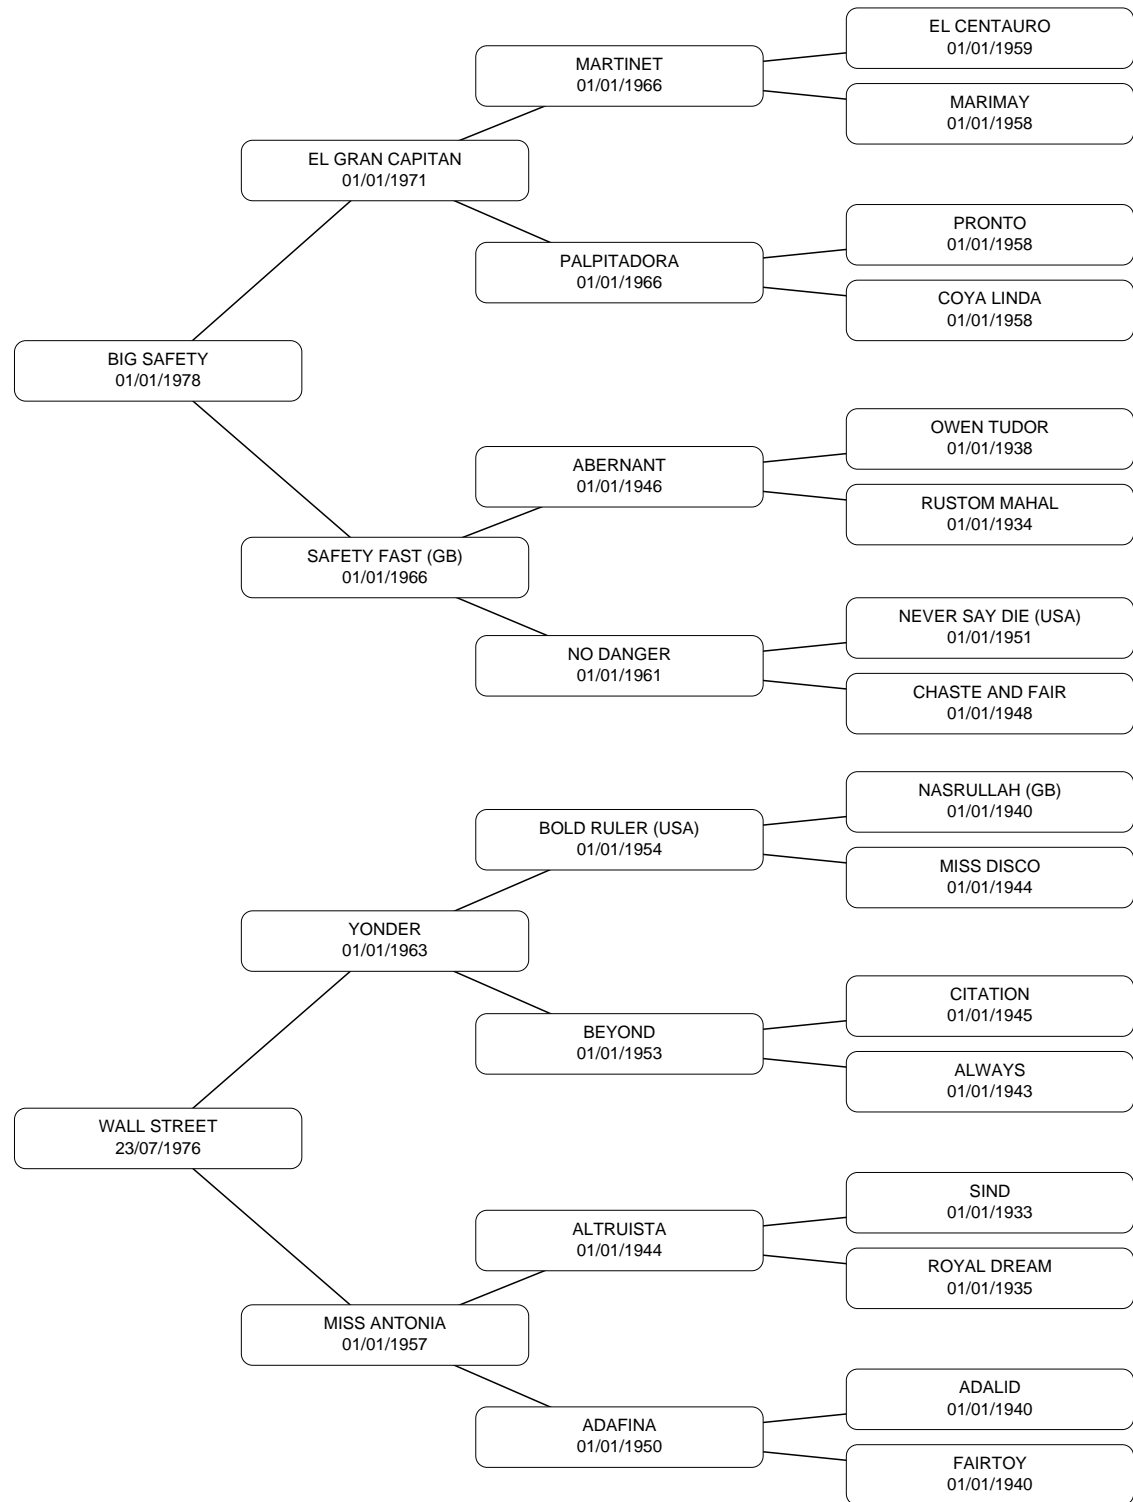 EL CENTAURO
01/01/1959
MARTINET
01/01/1966
MARIMAY
01/01/1958
EL GRAN CAPITAN
01/01/1971
PRONTO
01/01/1958
PALPITADORA
01/01/1966
COYA LINDA
01/01/1958
BIG SAFETY
01/01/1978
OWEN TUDOR
01/01/1938
ABERNANT
01/01/1946
RUSTOM MAHAL
01/01/1934
SAFETY FAST (GB)
01/01/1966
NEVER SAY DIE (USA)
01/01/1951
NO DANGER
01/01/1961
CHASTE AND FAIR
01/01/1948
NASRULLAH (GB)
01/01/1940
BOLD RULER (USA)
01/01/1954
MISS DISCO
01/01/1944
YONDER
01/01/1963
CITATION
01/01/1945
BEYOND
01/01/1953
ALWAYS
01/01/1943
WALL STREET
23/07/1976
SIND
01/01/1933
ALTRUISTA
01/01/1944
ROYAL DREAM
01/01/1935
MISS ANTONIA
01/01/1957
ADALID
01/01/1940
ADAFINA
01/01/1950
FAIRTOY
01/01/1940